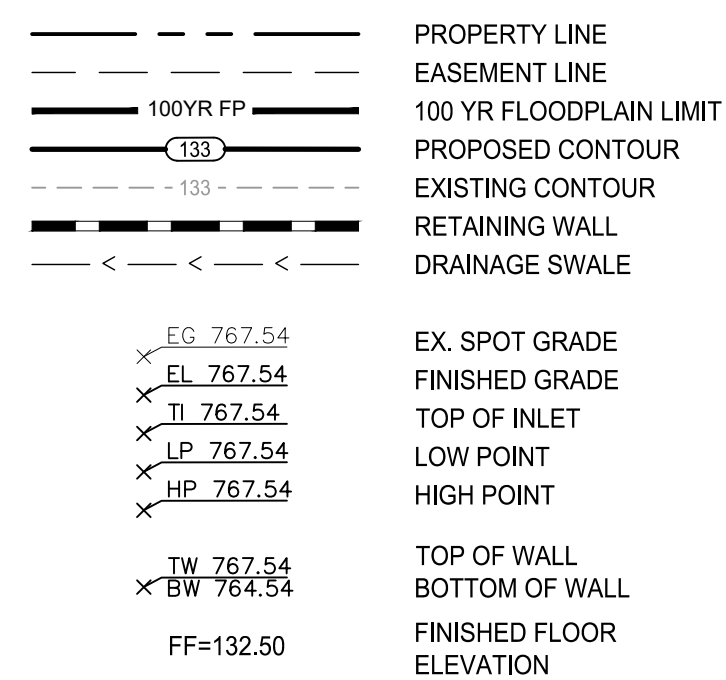 PROPERTY LINE
EASEMENT LINE
100YR FP 100 YR FLOODPLAIN LIMIT
133 PROPOSED CONTOUR
133 EXISTING CONTOUR
RETAINING WALL
< < < DRAINAGE SWALE
EG 767.54 EX. SPOT GRADE
EL 767.54 FINISHED GRADE
TI 767.54 TOP OF INLET
LP 767.54 LOW POINT
HP 767.54 HIGH POINT
TW 767.54 TOP OF WALL
BW 764.54 BOTTOM OF WALL
FF=132.50 FINISHED FLOOR
ELEVATION